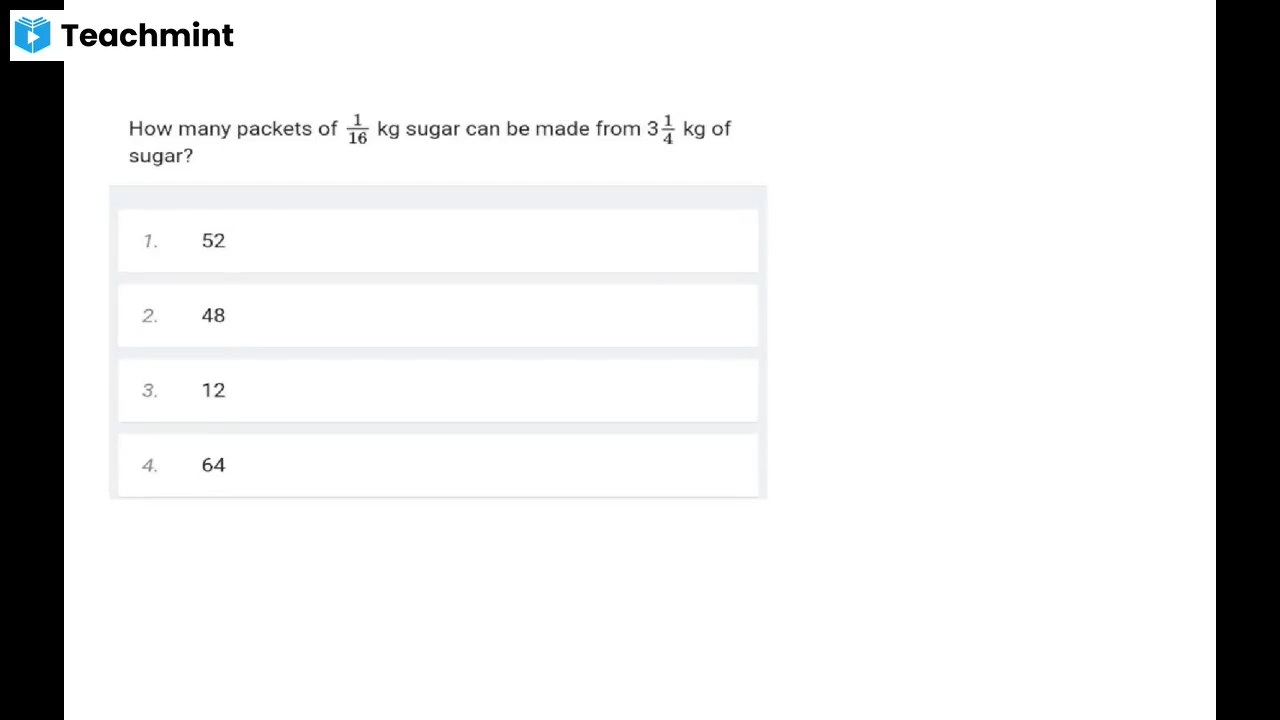 Teachmint
How many packets of 1/16 kg sugar can be made from 3 1/4 kg of
sugar?
1. 52
2. 48
3. 12
4. 64